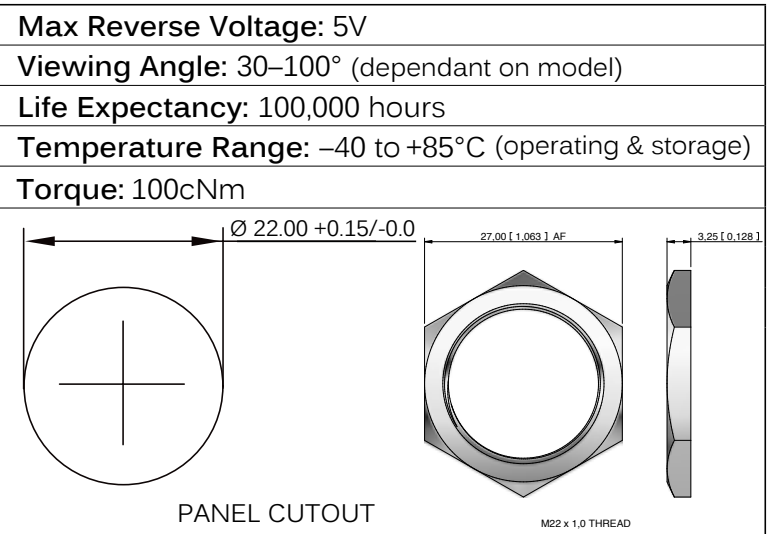 Max Reverse Voltage: 5V
Viewing Angle: 30–100° (dependant on model)
Life Expectancy: 100,000 hours
Temperature Range: –40 to +85°C (operating & storage)
Torque: 100cNm
Ø 22.00 +0.15/-0.0
27,00 [ 1,063 ] AF
3,25 [ 0,128 ]
PANEL CUTOUT
M22 x 1,0 THREAD